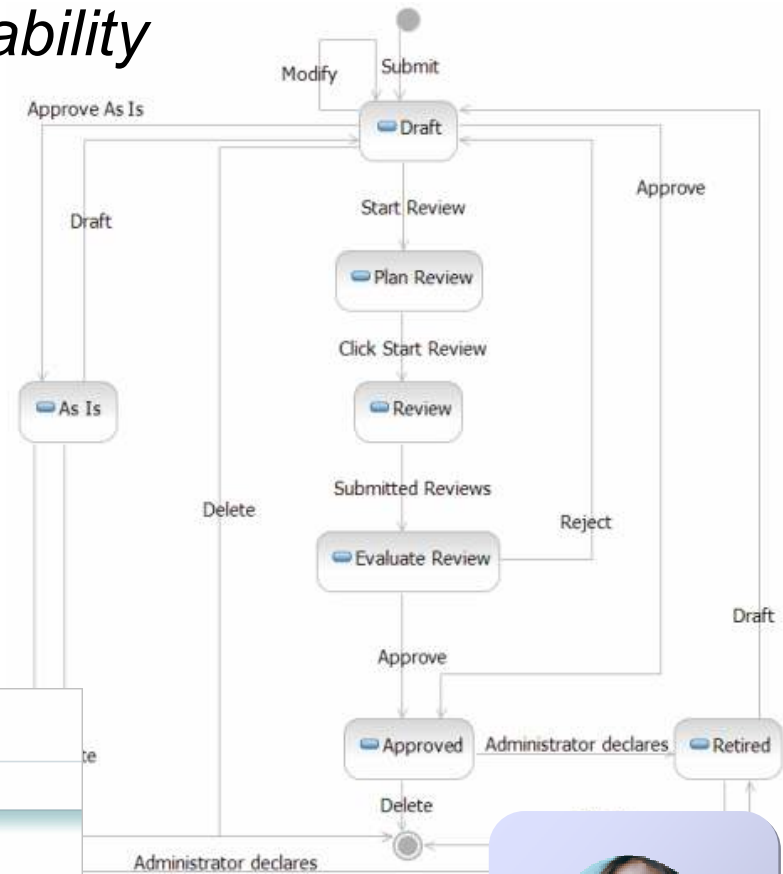 ability
Modify
Submit
Approve As Is
Draft
Approve
Draft
Start Review
Plan Review
Click Start Review
As Is
Review
Submitted Reviews
Delete
Reject
Evaluate Review
Draft
Approve
Approved
Administrator declares
Retired
te
Delete
Administrator declares